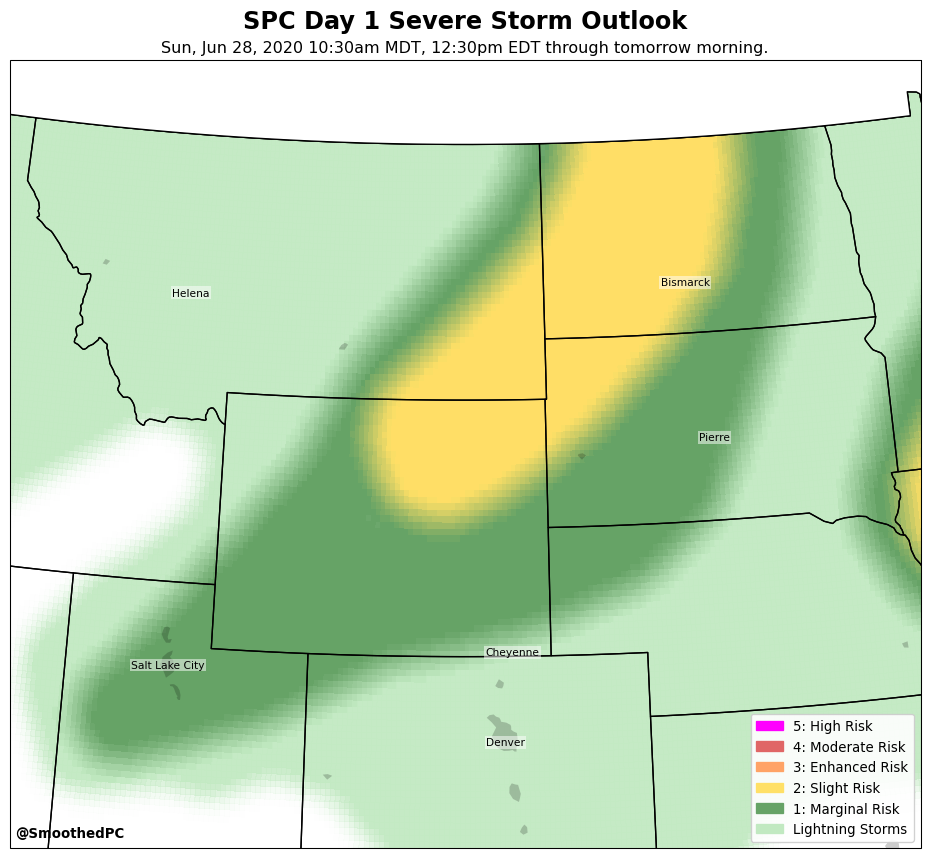 SPC Day 1 Severe Storm Outlook
Sun, Jun 28, 2020 10:30am MDT, 12:30pm EDT through tomorrow morning.
Bismarck
Helena
Pierre
Cheyenne
Salt Lake City
Denver
5: High Risk
4: Moderate Risk
3: Enhanced Risk
2: Slight Risk
1: Marginal Risk
Lightning Storms
@SmoothedPC